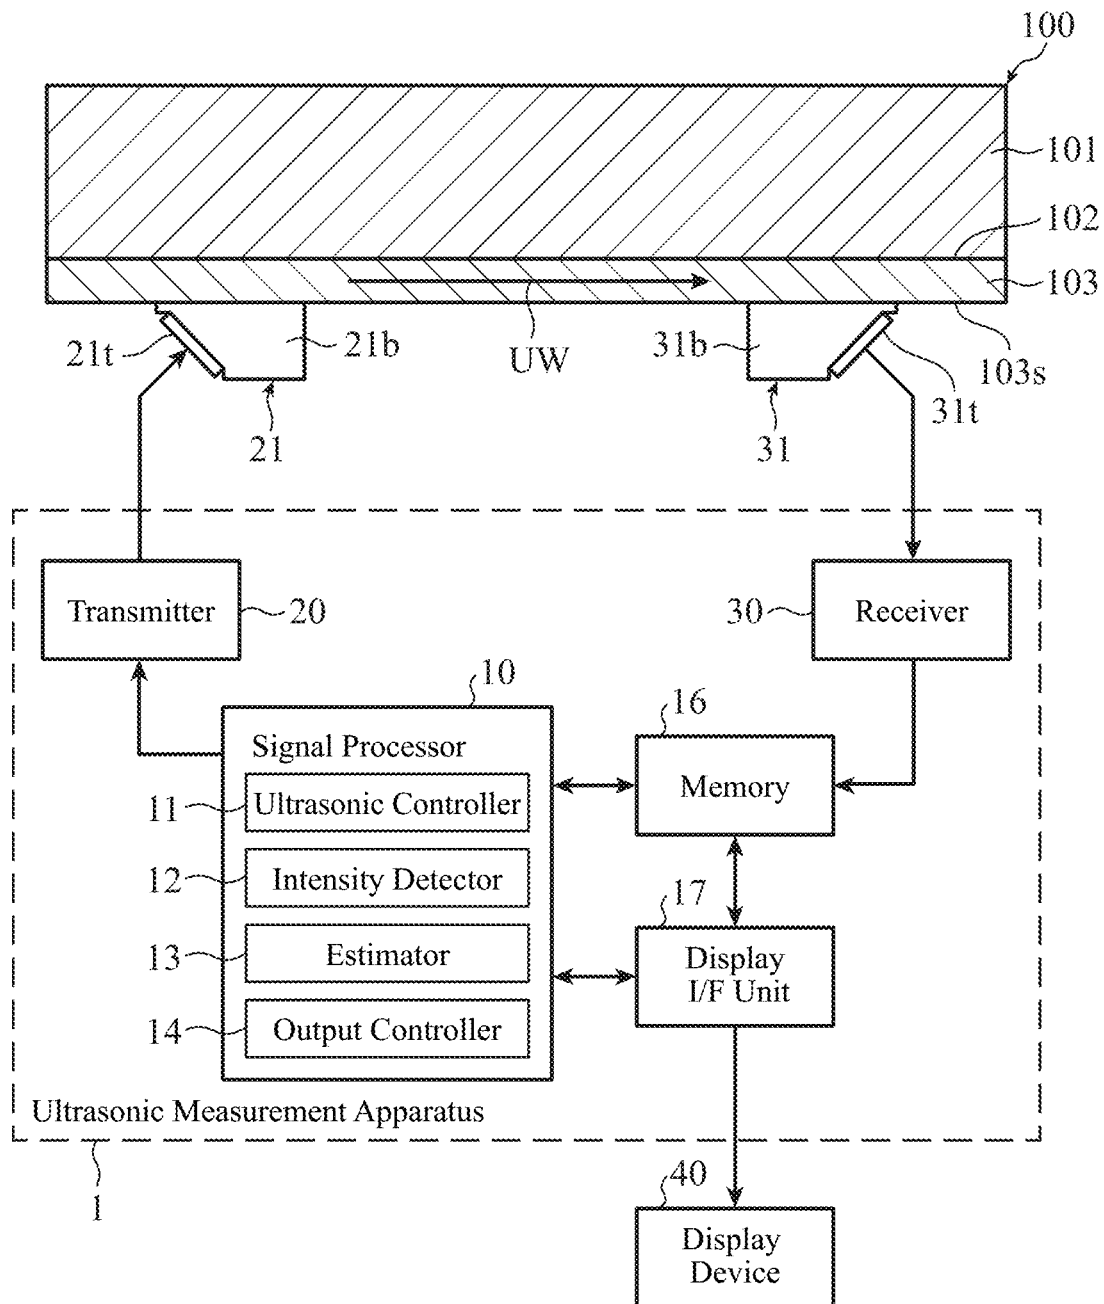 100
101
102
103
21t
21b
UW
31b
103s
31t
21
31
Transmitter
20
30
Receiver
10
16
Signal Processor
Memory
11
Ultrasonic Controller
12
Intensity Detector
17
13
Estimator
Display
I/F Unit
14
Output Controller
Ultrasonic Measurement Apparatus
1
40
Display
Device